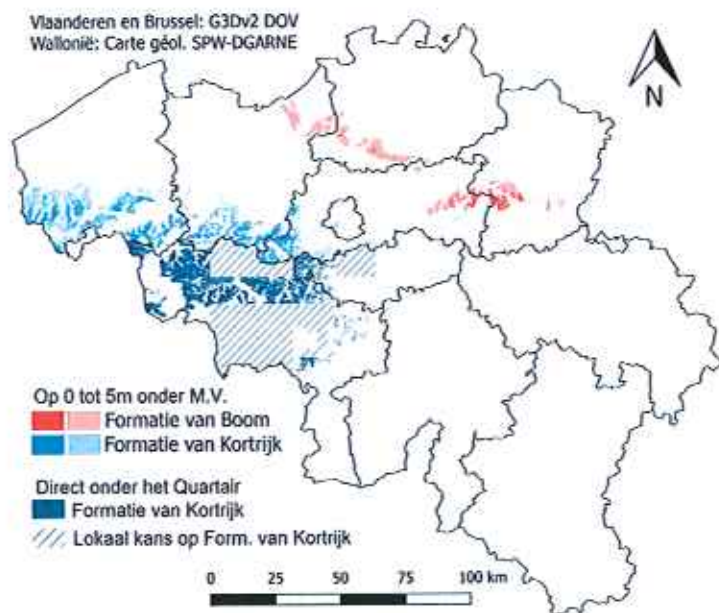 Vlaanderen en Brussel: G3Dv2 DOV
Wallonië: Carte géol. SPW-DGARNE
N
Op 0 tot 5m onder M.V.
Formatie van Boom
Formatie van Kortrijk
Direct onder het Quartair
Formatie van Kortrijk
Lokaal kans op Form. van Kortrijk
0 25 50 75 100 km